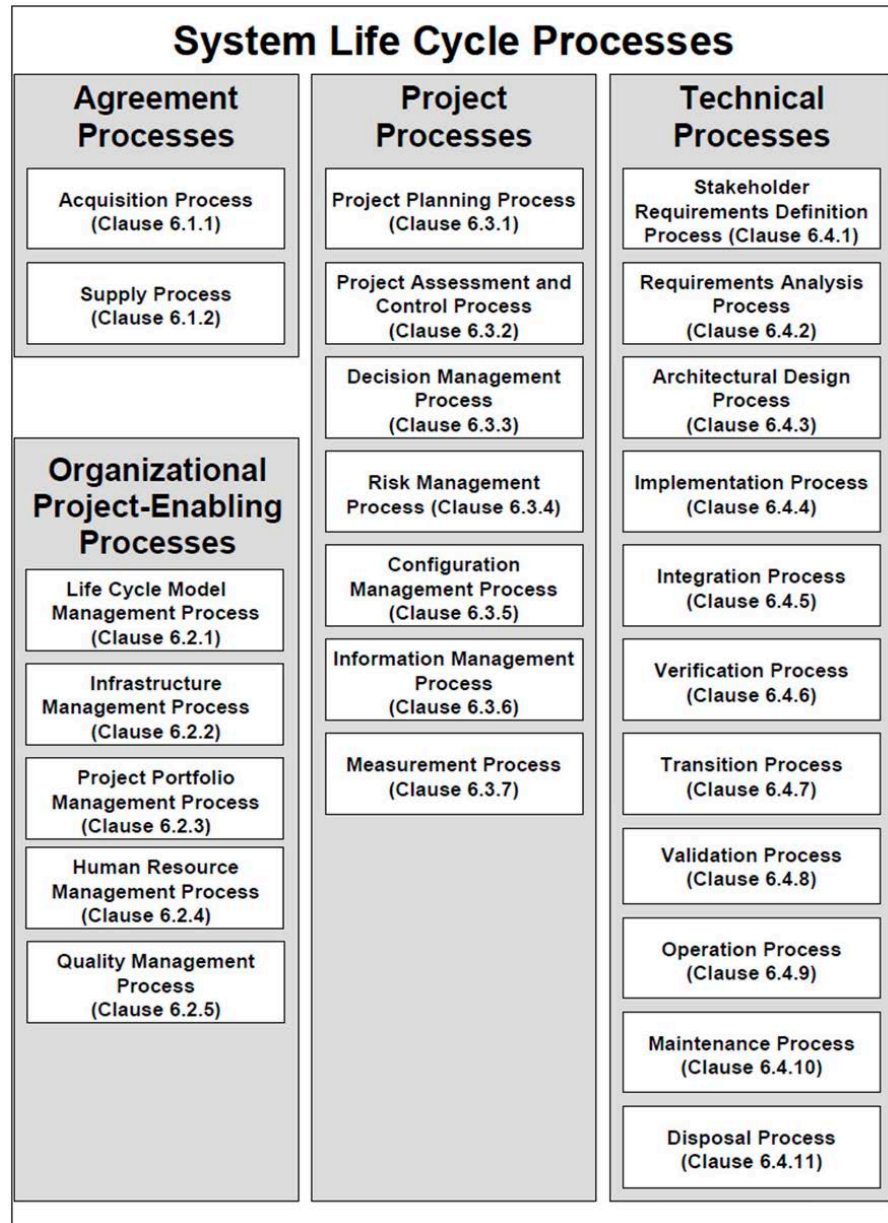 System Life Cycle Processes
Agreement
Processes
Acquisition Process
(Clause 6.1.1)
Supply Process
(Clause 6.1.2)
Organizational
Project-Enabling
Processes
Life Cycle Model
Management Process
(Clause 6.2.1)
Infrastructure
Management Process
(Clause 6.2.2)
Project Portfolio
Management Process
(Clause 6.2.3)
Human Resource
Management Process
(Clause 6.2.4)
Quality Management
Process
(Clause 6.2.5)
Project
Processes
Project Planning Process
(Clause 6.3.1)
Project Assessment and
Control Process
(Clause 6.3.2)
Decision Management
Process
(Clause 6.3.3)
Risk Management
Process (Clause 6.3.4)
Configuration
Management Process
(Clause 6.3.5)
Information Management
Process
(Clause 6.3.6)
Measurement Process
(Clause 6.3.7)
Technical
Processes
Stakeholder
Requirements Definition
Process (Clause 6.4.1)
Requirements Analysis
Process
(Clause 6.4.2)
Architectural Design
Process
(Clause 6.4.3)
Implementation Process
(Clause 6.4.4)
Integration Process
(Clause 6.4.5)
Verification Process
(Clause 6.4.6)
Transition Process
(Clause 6.4.7)
Validation Process
(Clause 6.4.8)
Operation Process
(Clause 6.4.9)
Maintenance Process
(Clause 6.4.10)
Disposal Process
(Clause 6.4.11)